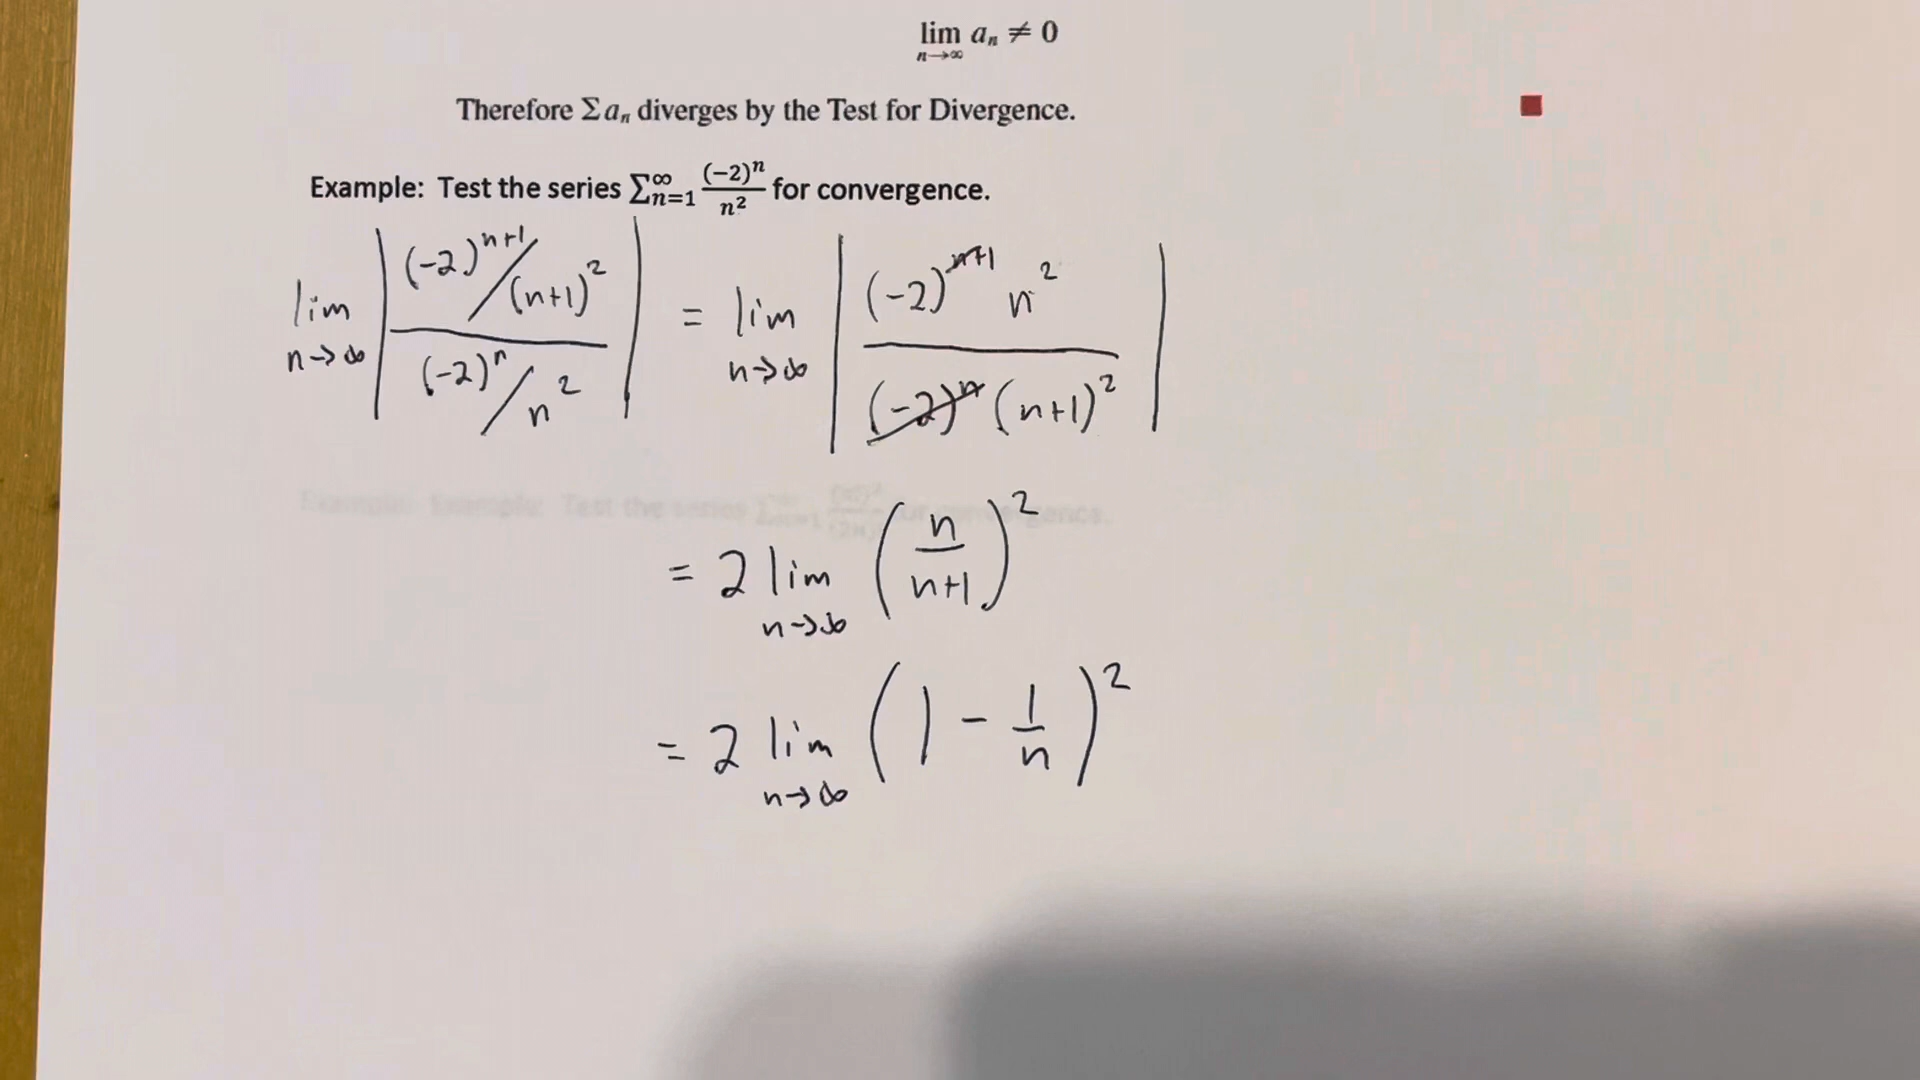 lim n→∞ aₙ ≠ 0
Therefore Σaₙ diverges by the Test for Divergence.
Example: Test the series ∑_{n=1}^{∞} (−2)ⁿ/n² for convergence.
lim n→∞ | ((−2)^{n+1}/(n+1)²) / ((−2)ⁿ/n²) | = lim n→∞ | ((−2)^{n+1} n²) / ((−2)ⁿ (n+1)²) |
= 2 lim n→∞ (n/(n+1))²
= 2 lim n→∞ (1 − 1/n)²